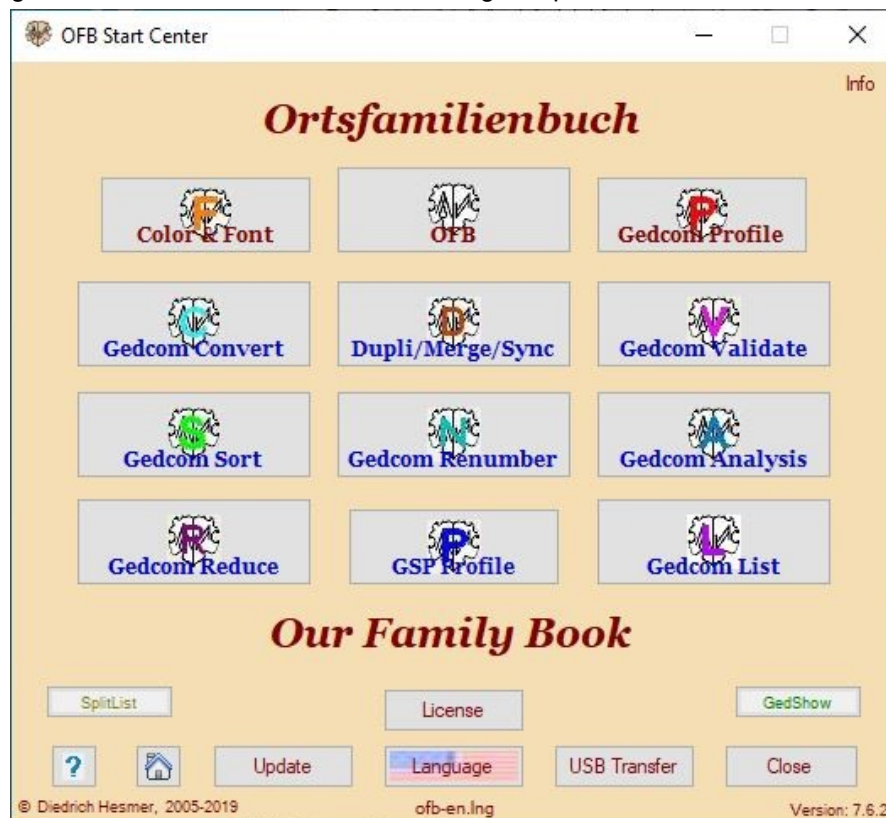 OFB Start Center
Info
Ortsfamilienbuch
Color & Font
OFB
Gedcom Profile
Gedcom Convert
Dupli/Merge/Sync
Gedcom Validate
Gedcom Sort
Gedcom Renumber
Gedcom Analysis
Gedcom Reduce
GSP Profile
Gedcom List
Our Family Book
SplitList
License
GedShow
?
Update
Language
USB Transfer
Close
© Diedrich Hesmer, 2005-2019
ofb-en.lng
Version: 7.6.2